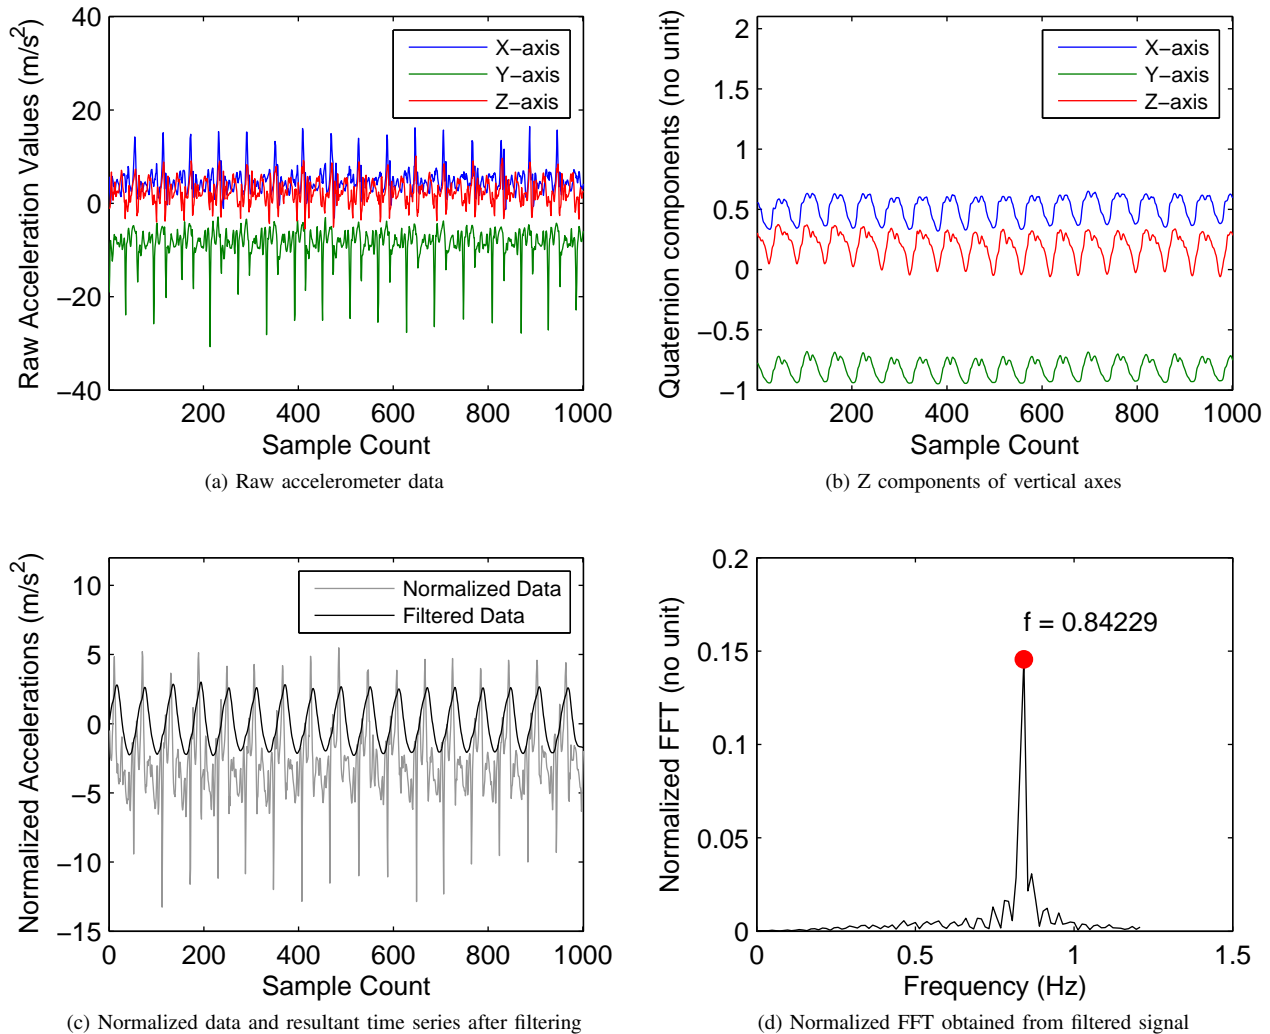 Raw Acceleration Values (m/s²)
40
20
0
−20
−40
X−axis
Y−axis
Z−axis
200 400 600 800 1000
Sample Count
(a) Raw accelerometer data
Quaternion components (no unit)
2
1.5
1
0.5
0
−0.5
−1
X−axis
Y−axis
Z−axis
200 400 600 800 1000
Sample Count
(b) Z components of vertical axes
Normalized Accelerations (m/s²)
10
5
0
−5
−10
−15
Normalized Data
Filtered Data
0 200 400 600 800 1000
Sample Count
(c) Normalized data and resultant time series after filtering
Normalized FFT (no unit)
0.2
0.15
0.1
0.05
0
f = 0.84229
0 0.5 1 1.5
Frequency (Hz)
(d) Normalized FFT obtained from filtered signal